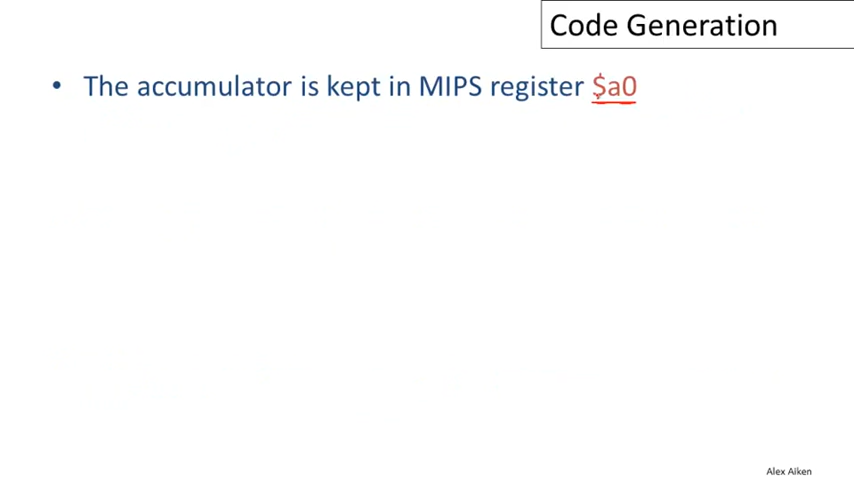 Code Generation
• The accumulator is kept in MIPS register $a0
Alex Aiken